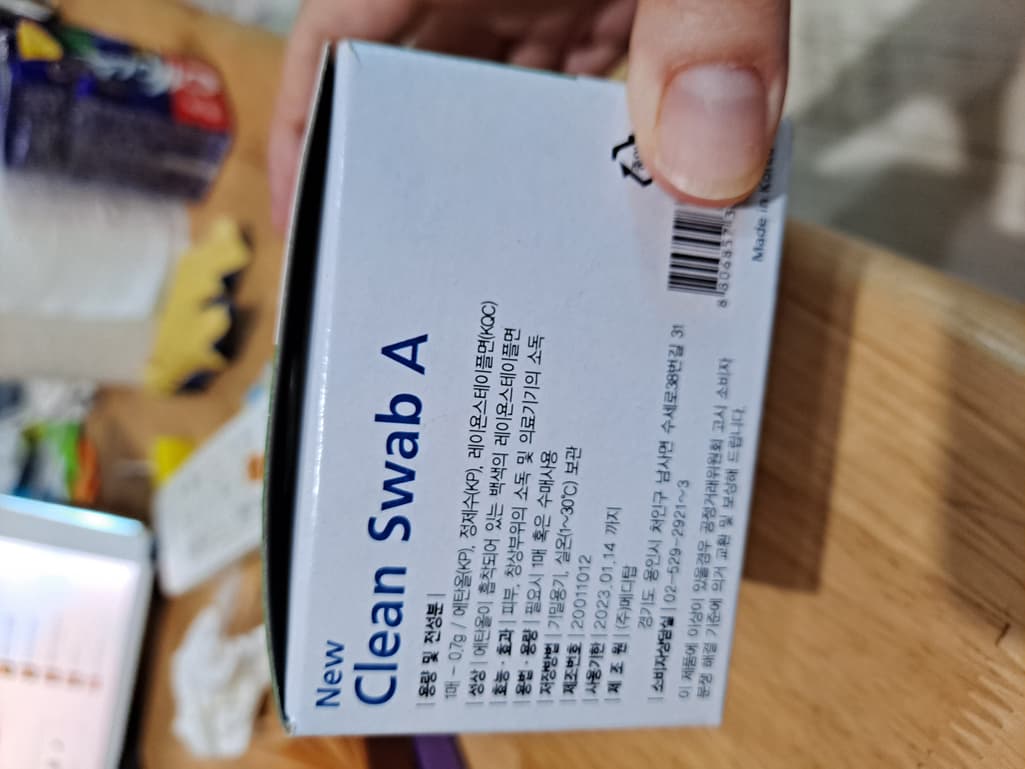 New
Clean Swab A
| 용량 및 전성분 |
1매 - 0.7g / 에탄올(KP), 정제수(KP), 레이욘스테이플면(KQC)
| 성상 | 에탄올이 흡착되어 있는 백색의 레이욘스테이플면
| 효능·효과 | 피부, 창상부위의 소독 및 의료기기의 소독
| 용법·용량 | 필요시 1매 혹은 수매사용
| 저장방법 | 기밀용기, 실온(1~30℃) 보관
| 제조번호 | 20011012
| 사용기한 | 2023.01.14 까지
| 제 조 원 | (주)메디탑
경기도 용인시 처인구 남사면 수세로38번길 31
| 소비자상담실 | 02-529-2921~3
이 제품에 이상이 있을경우 공정거래위원회 고시 소비자
분쟁 해결 기준에 의거 교환 및 보상해 드립니다.
8 806857 3
Made in